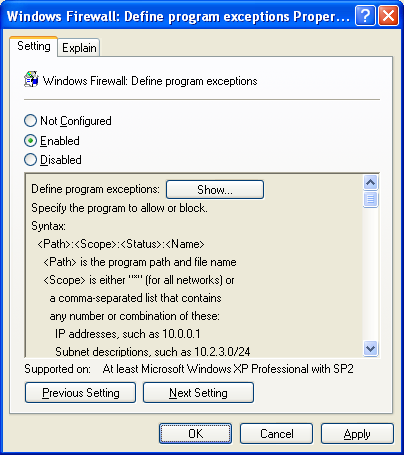 Windows Firewall: Define program exceptions Proper...
Setting Explain
Windows Firewall: Define program exceptions
Not Configured
Enabled
Disabled
Define program exceptions: Show...
Specify the program to allow or block.
Syntax:
<Path>:<Scope>:<Status>:<Name>
<Path> is the program path and file name
<Scope> is either "*" (for all networks) or
a comma-separated list that contains
any number or combination of these:
IP addresses, such as 10.0.0.1
Subnet descriptions, such as 10.2.3.0/24
Supported on: At least Microsoft Windows XP Professional with SP2
Previous Setting Next Setting
OK Cancel Apply